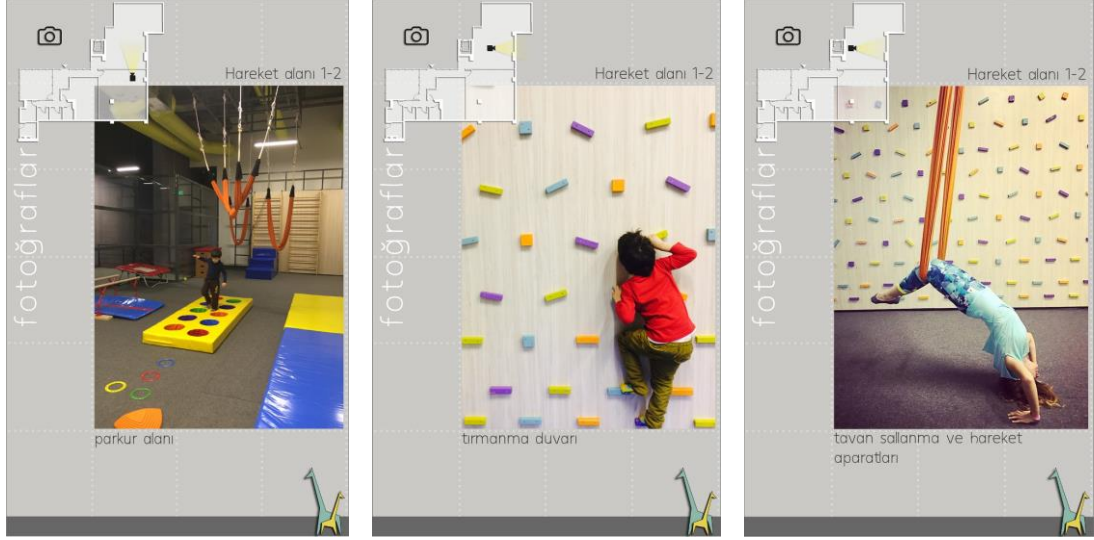 Hareket alanı 1-2
fotoğraflar
parkur alanı
Hareket alanı 1-2
fotoğraflar
tırmanma duvarı
Hareket alanı 1-2
fotoğraflar
tavan sallanma ve hareket
aparatları